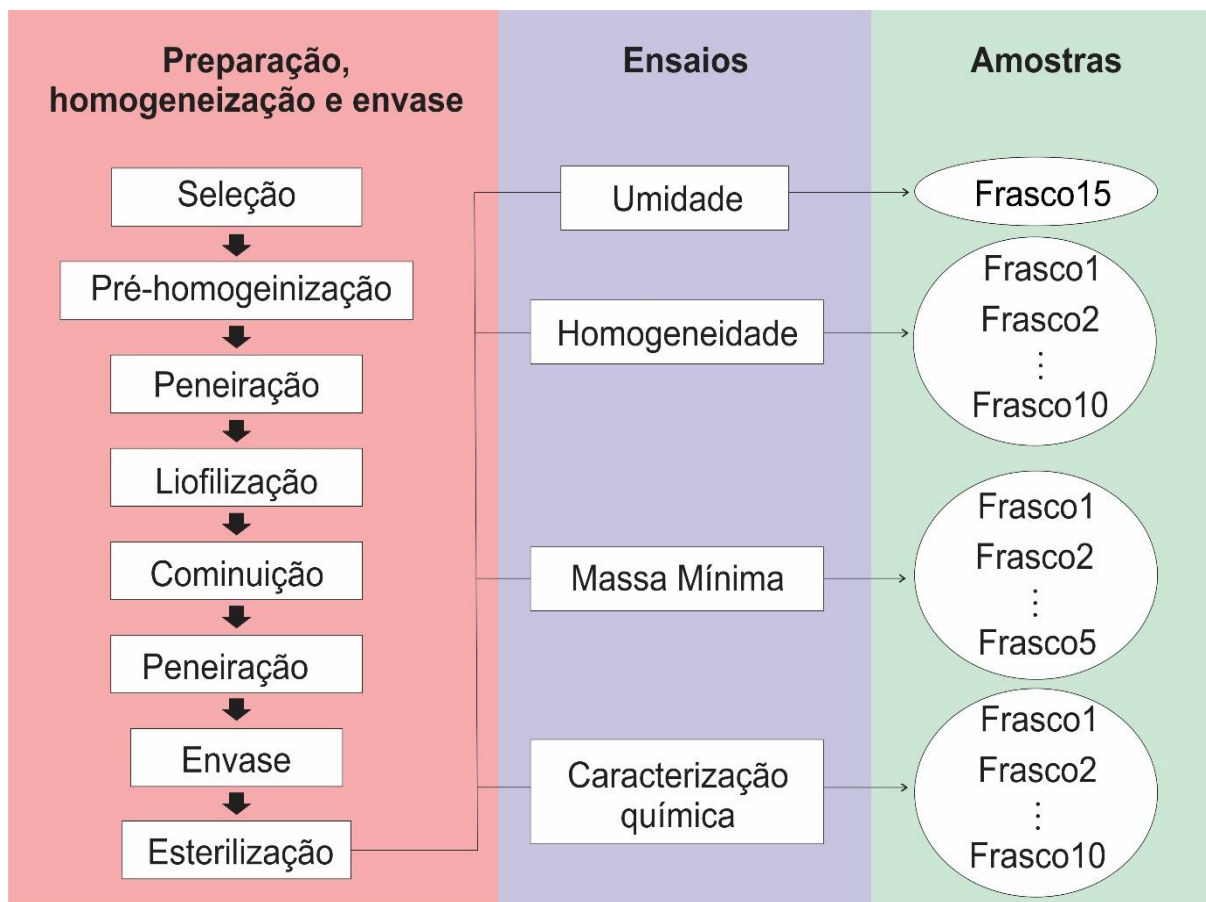 Preparação,
homogeneização e envase
Seleção
Pré-homogeinização
Peneiração
Liofilização
Cominuição
Peneiração
Envase
Esterilização
Ensaios
Umidade
Homogeneidade
Massa Mínima
Caracterização
química
Amostras
Frasco15
Frasco1
Frasco2
⋮
Frasco10
Frasco1
Frasco2
⋮
Frasco5
Frasco1
Frasco2
⋮
Frasco10